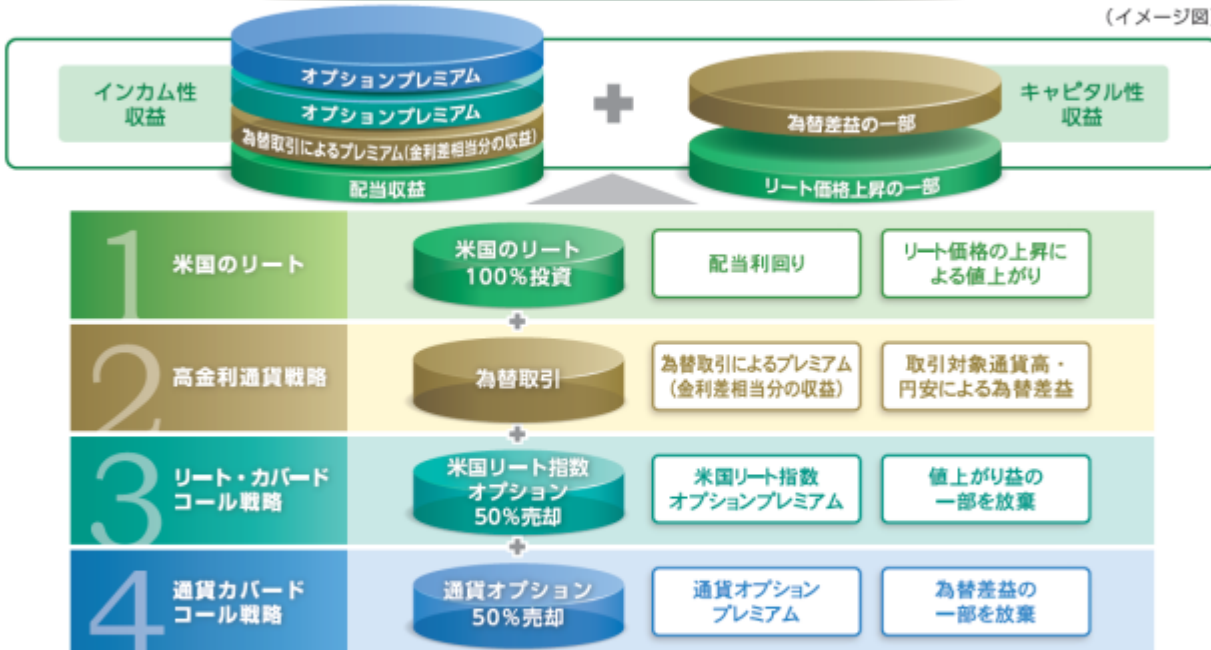 (イメージ図
インカム性
収益
オプションプレミアム
オプションプレミアム
為替取引によるプレミアム(金利差相当分の収益)
配当収益
+
為替差益の一部
リート価格上昇の一部
キャピタル性
収益
1
米国のリート
米国のリート
100%投資
配当利回り
リート価格の上昇に
よる値上がり
+
2
高金利通貨戦略
為替取引
為替取引によるプレミアム
(金利差相当分の収益)
取引対象通貨高・
円安による為替差益
+
3
リート・カバード
コール戦略
米国リート指数
オプション
50%売却
米国リート指数
オプションプレミアム
値上がり益の
一部を放棄
+
4
通貨カバード
コール戦略
通貨オプション
50%売却
通貨オプション
プレミアム
為替差益の
一部を放棄